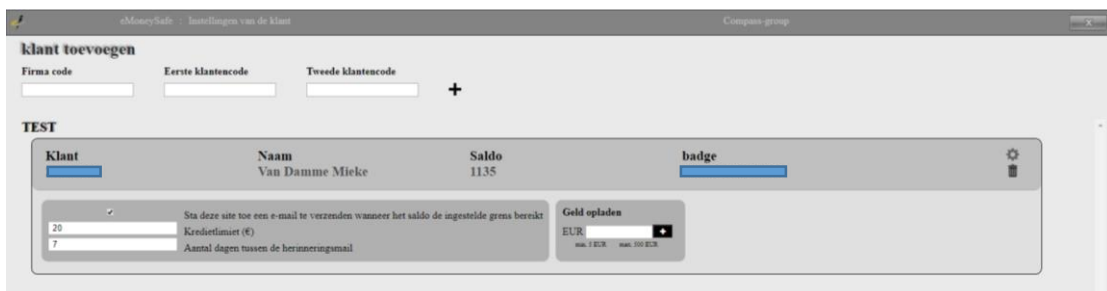 eMoneySafe : Instellingen van de klant Compass-group x
klant toevoegen
Firma code Eerste klantencode Tweede klantencode
+
TEST
Klant Naam Saldo badge
Van Damme Mieke 1135
Sta deze site toe een e-mail te verzenden wanneer het saldo de ingestelde grens bereikt
20 Kredietlimiet (€)
7 Aantal dagen tussen de herinneringsmail
Geld opladen
EUR +
min. 5 EUR max. 500 EUR